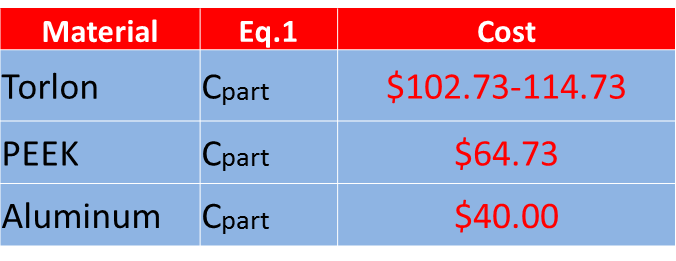 Material Eq.1 Cost
Torlon Cpart $102.73-114.73
PEEK Cpart $64.73
Aluminum Cpart $40.00